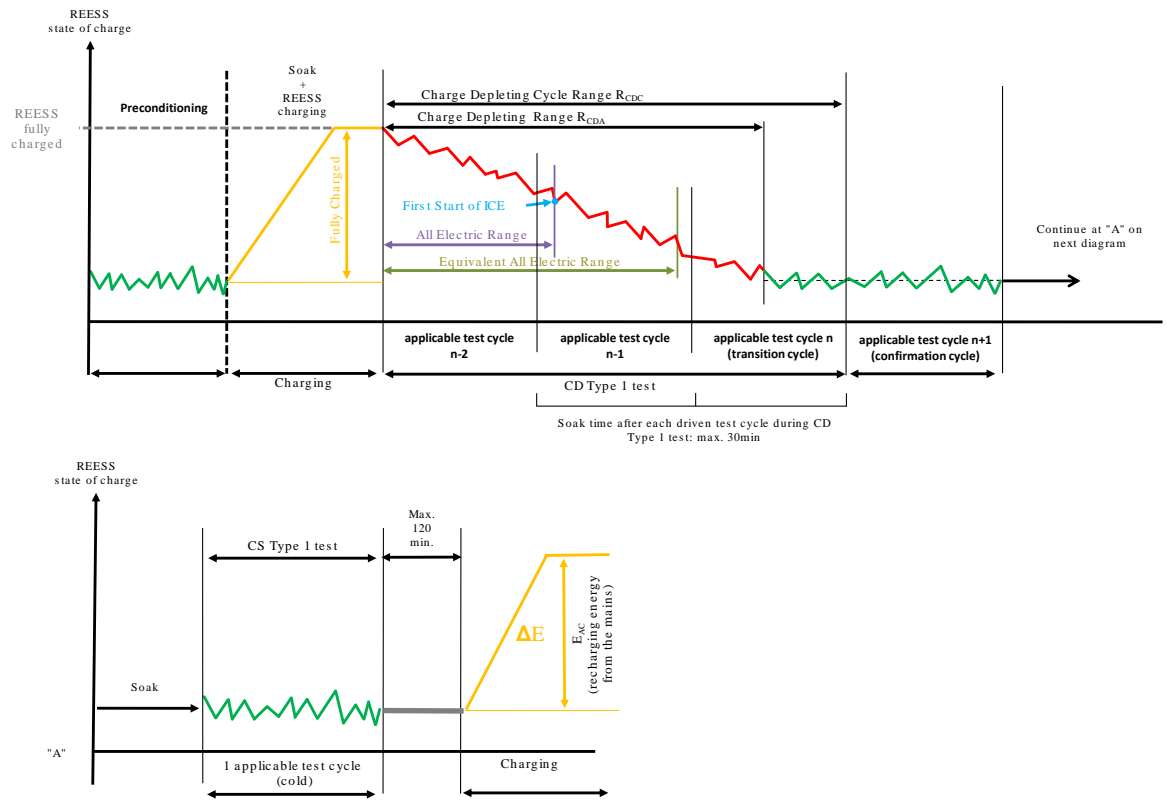 REESS
state of charge
Soak
+
REESS
charging
Preconditioning
REESS
fully
charged
Charge Depleting Cycle Range RCDC
Charge Depleting Range RCDA
Fully Charged
First Start of ICE
All Electric Range
Equivalent All Electric Range
Continue at "A" on
next diagram
applicable test cycle
n-2
applicable test cycle
n-1
applicable test cycle n
(transition cycle)
applicable test cycle n+1
(confirmation cycle)
Charging
CD Type 1 test
Soak time after each driven test cycle during CD
Type 1 test: max. 30min
REESS
state of charge
CS Type 1 test
Max.
120
min.
Soak
ΔE
EAC
(recharging energy
from the mains)
"A"
1 applicable test cycle
(cold)
Charging